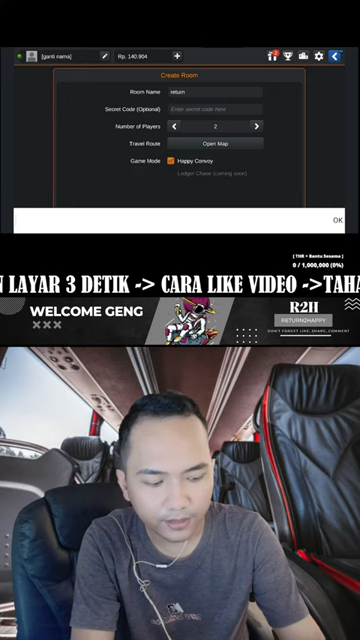 [ganti nama]
Rp. 140.904
Create Room
Room Name
return
Secret Code (Optional)
Enter secret code here
Number of Players
2
Travel Route
Open Map
Game Mode
Happy Convoy
Lodger Chase (coming soon)
OK
[ THR + Bantu Sesama ]
0 / 1,000,000 (0%)
N LAYAR 3 DETIK -> CARA LIKE VIDEO ->TAHA
WELCOME GENG
XXX
R2H
RETURN2HAPPY
DON'T FORGET LIKE, SHARE, COMMENT